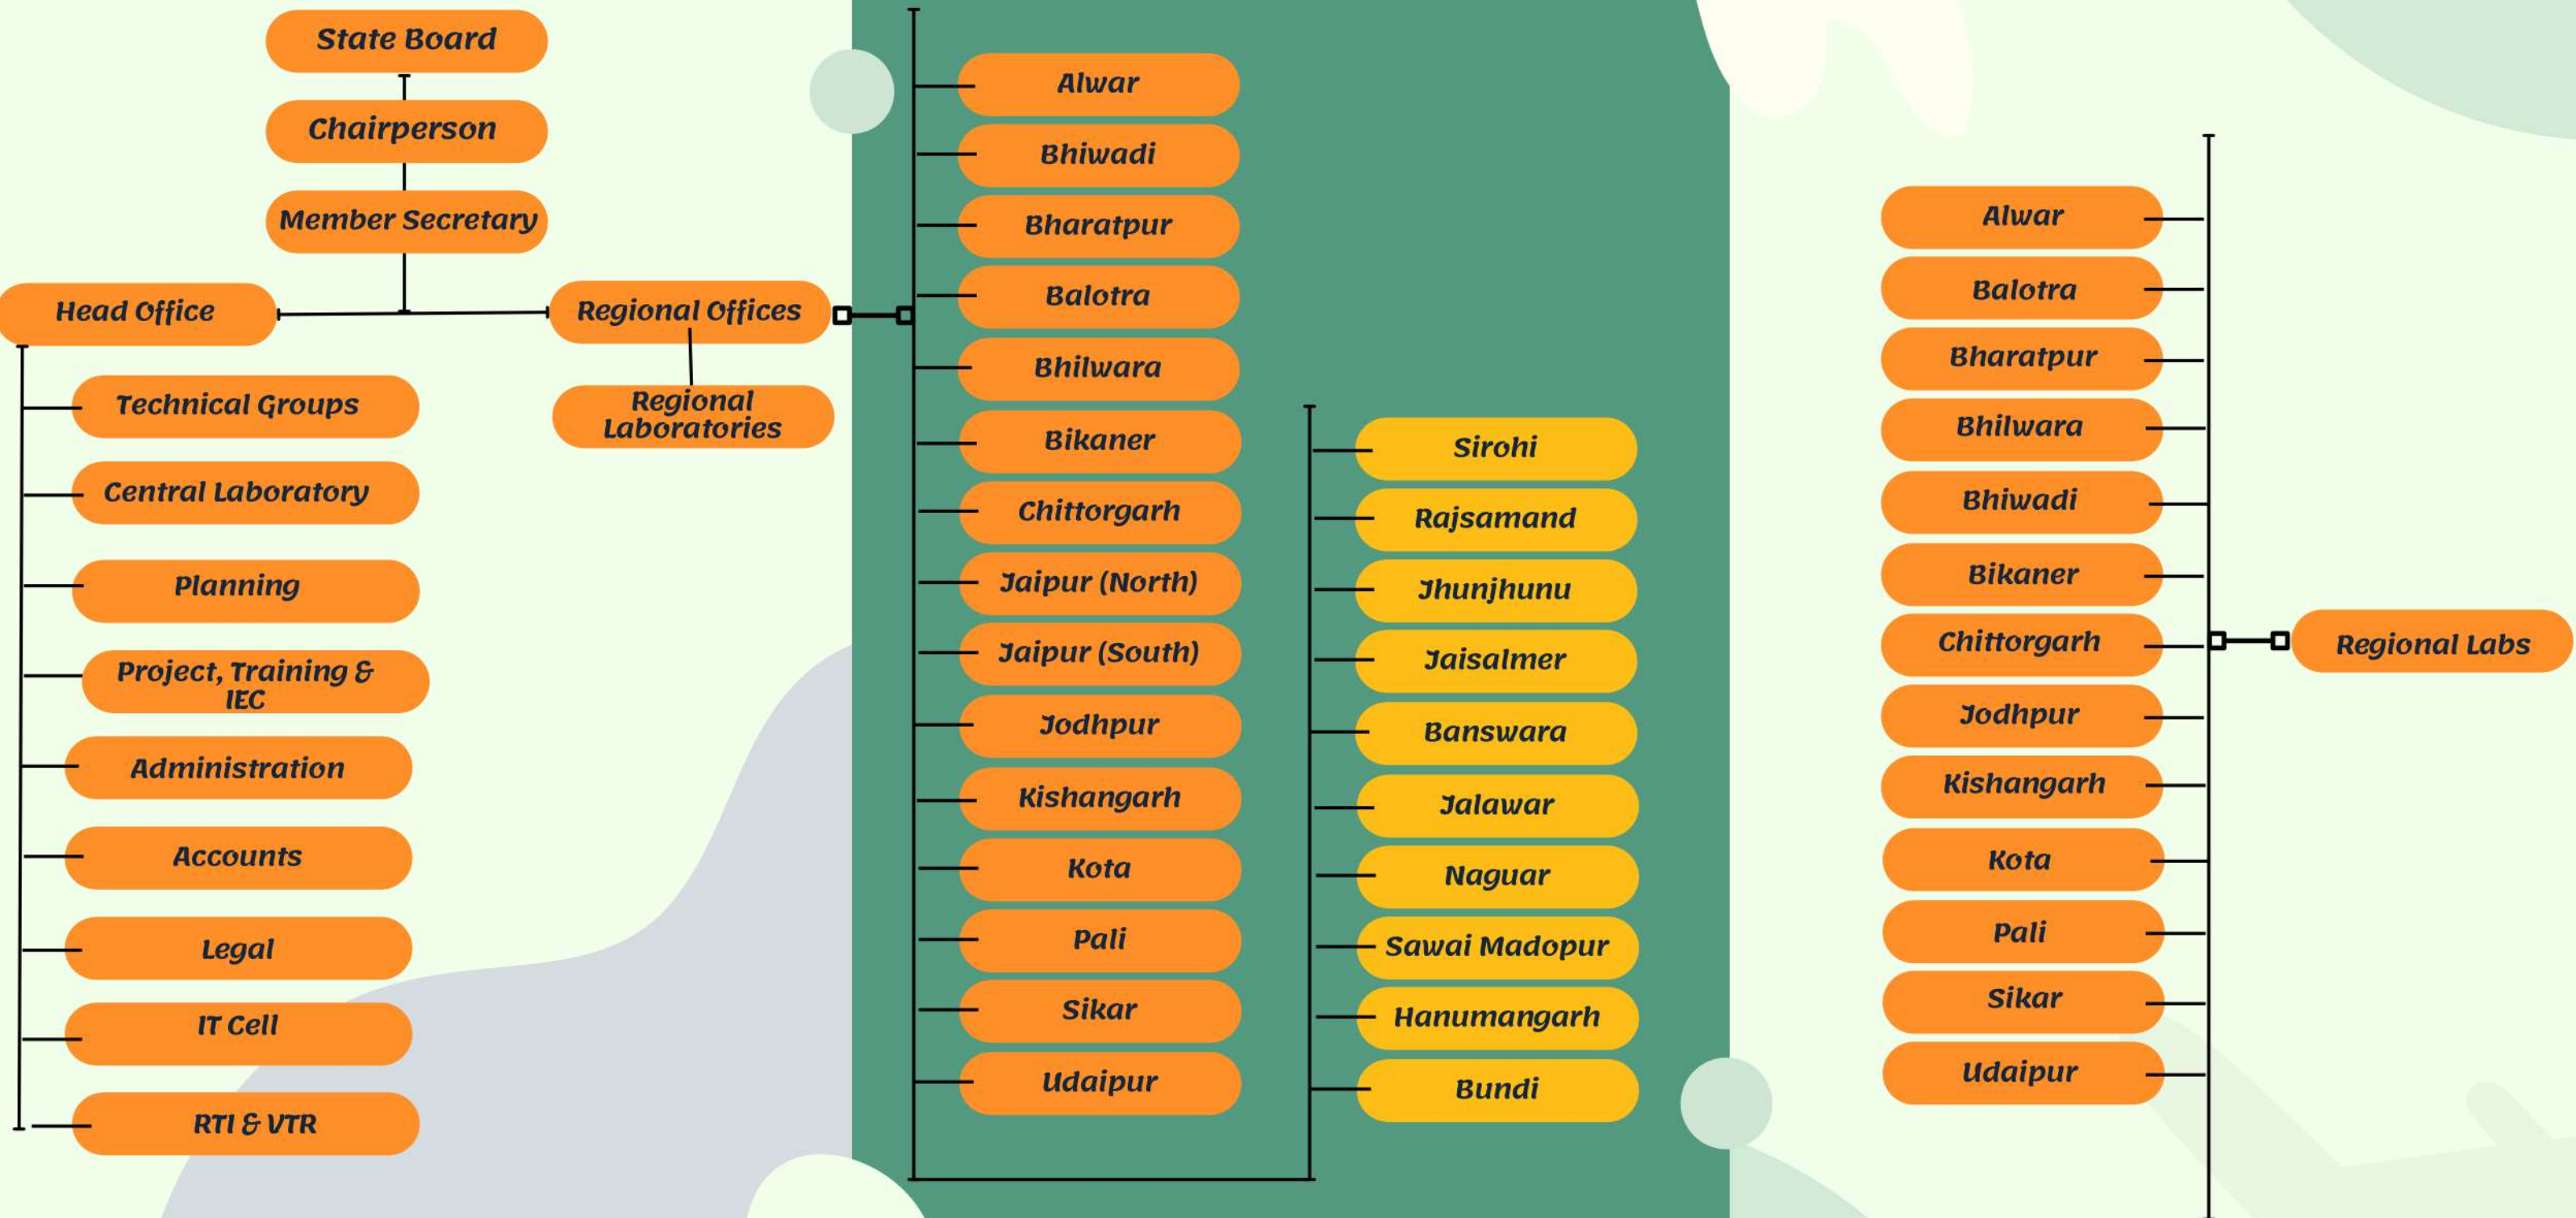 State Board
Chairperson
Member Secretary
Head Office
Regional Offices
Regional
Laboratories
Technical Groups
Central Laboratory
Planning
Project, Training &
IEC
Administration
Accounts
Legal
IT Cell
RTI & VTR
Alwar
Bhiwadi
Bharatpur
Balotra
Bhilwara
Bikaner
Chittorgarh
Jaipur (North)
Jaipur (South)
Jodhpur
Kishangarh
Kota
Pali
Sikar
Udaipur
Sirohi
Rajsamand
Jhunjhunu
Jaisalmer
Banswara
Jalawar
Naguar
Sawai Madopur
Hanumangarh
Bundi
Alwar
Balotra
Bharatpur
Bhilwara
Bhiwadi
Bikaner
Chittorgarh
Jodhpur
Kishangarh
Kota
Pali
Sikar
Udaipur
Regional Labs